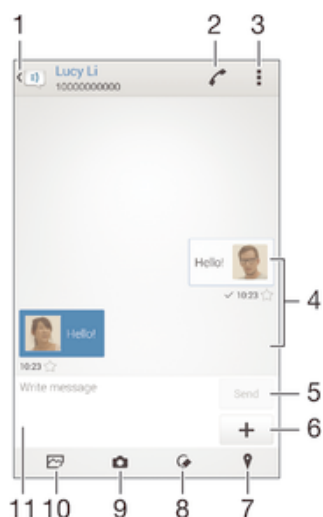 1 2 3
Lucy Li
10000000000
Hello!
10:23
4
Hello!
10:23
Write message
Send 5
+ 6
11 10 9 8 7